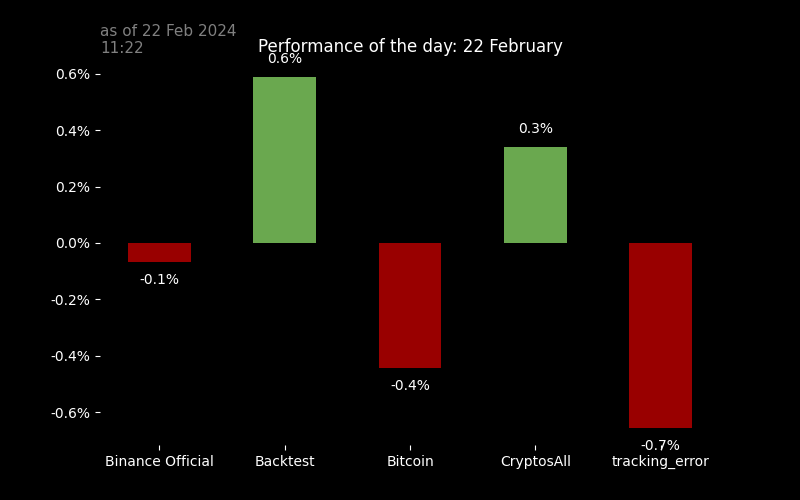 as of 22 Feb 2024
11:22
Performance of the day: 22 February
0.6%
0.6%
0.4%
0.3%
0.2%
0.0%
-0.1%
-0.2%
-0.4%
-0.4%
-0.6%
-0.7%
Binance Official
Backtest
Bitcoin
CryptosAll
tracking_error